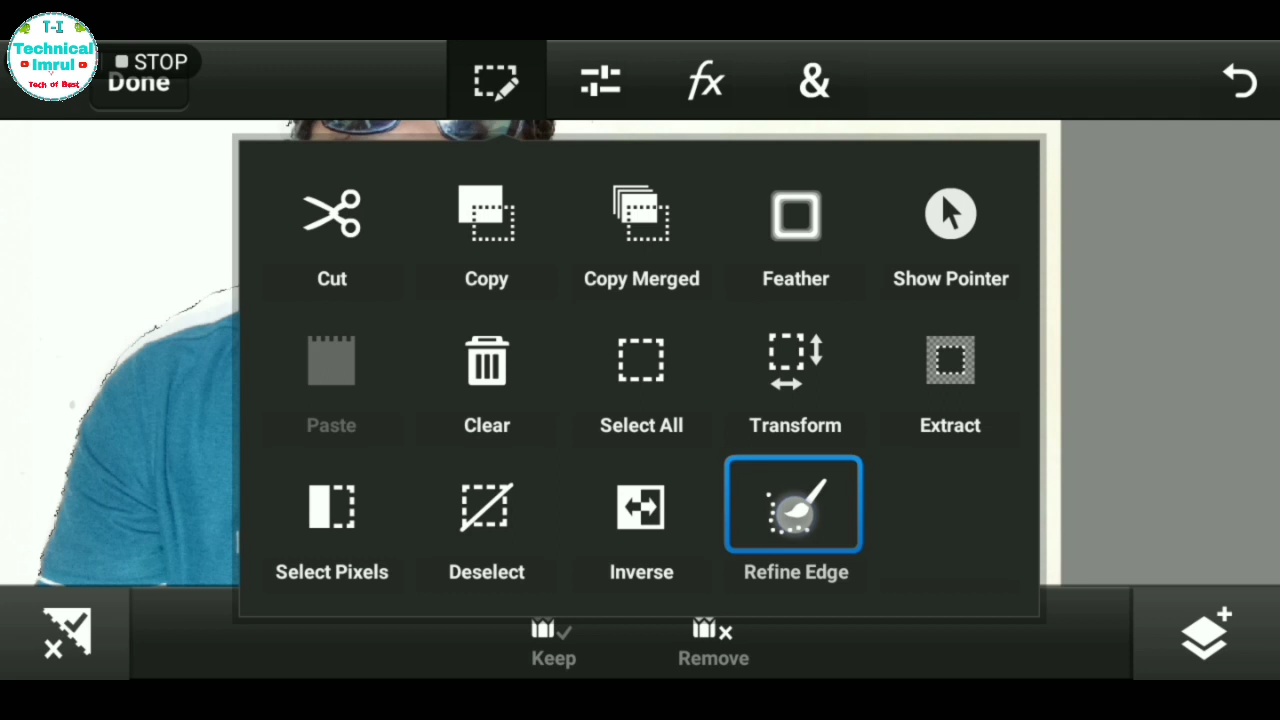 T-I
Technical
Imrul
Tech of Best
STOP
Done
fx
&
Cut
Copy
Copy Merged
Feather
Show Pointer
Paste
Clear
Select All
Transform
Extract
Select Pixels
Deselect
Inverse
Refine Edge
Keep
Remove